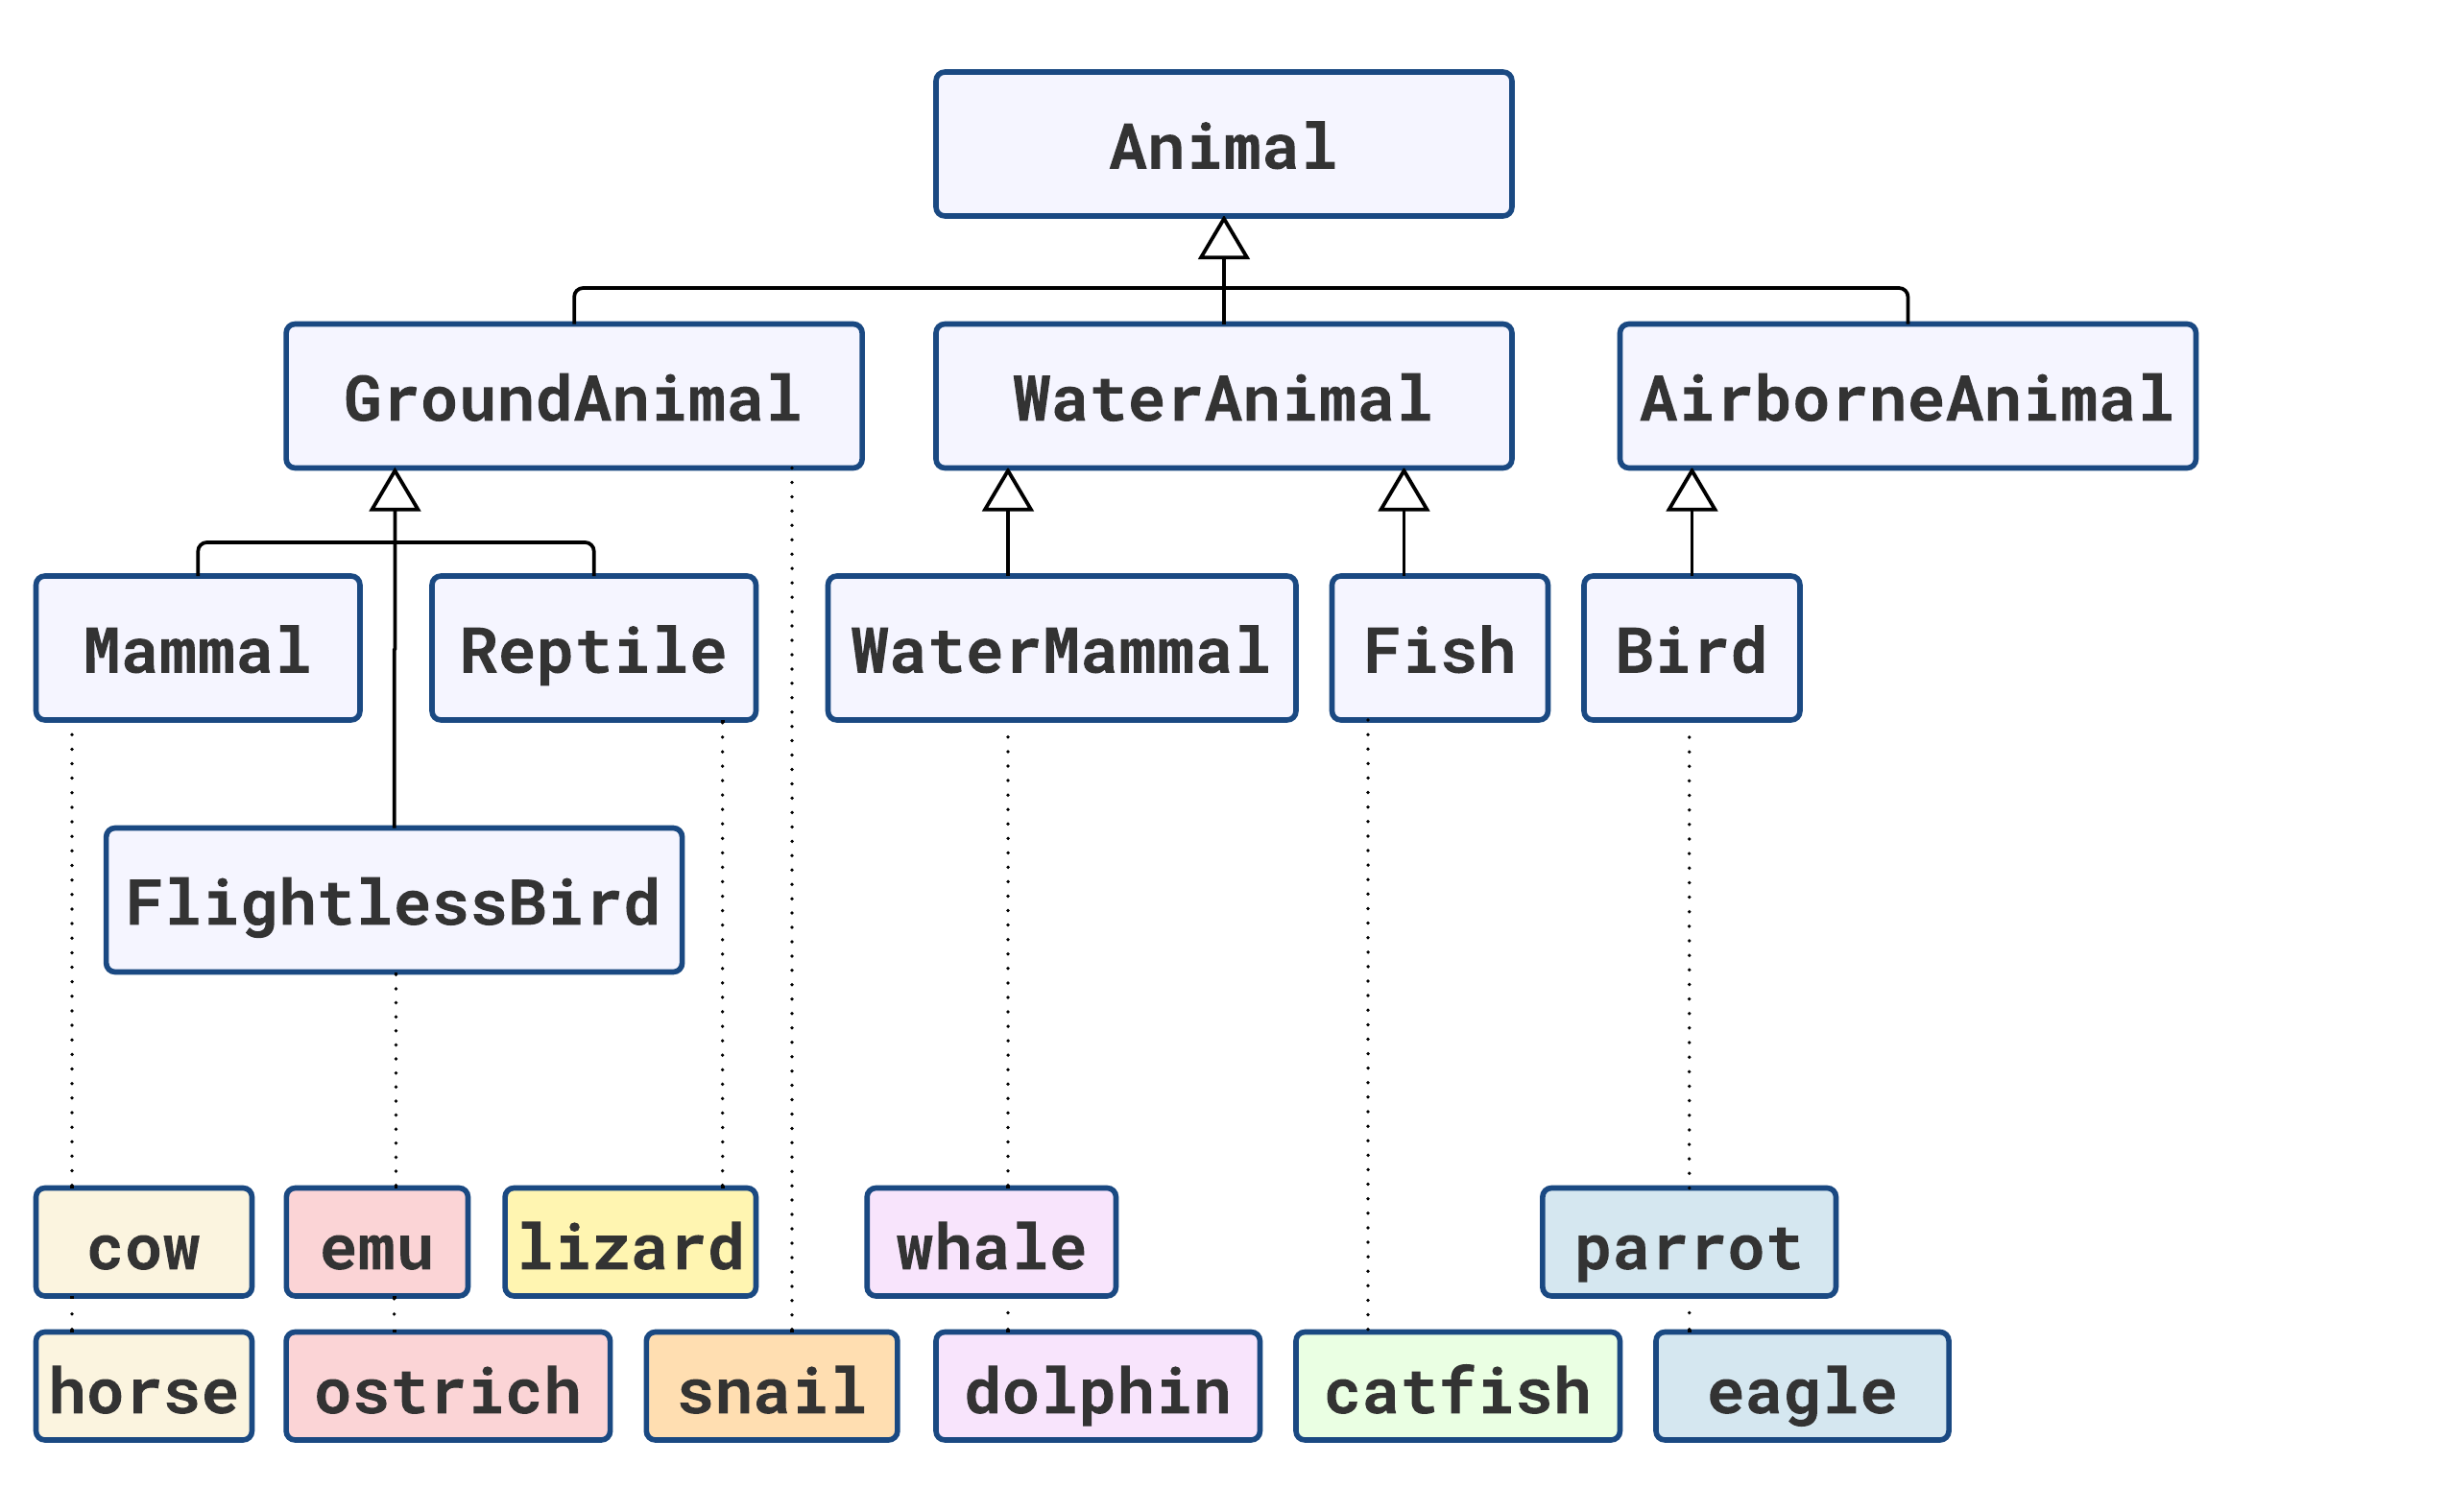 Animal
GroundAnimal WaterAnimal AirborneAnimal
Mammal Reptile WaterMammal Fish Bird
FlightlessBird
cow emu lizard whale parrot
horse ostrich snail dolphin catfish eagle